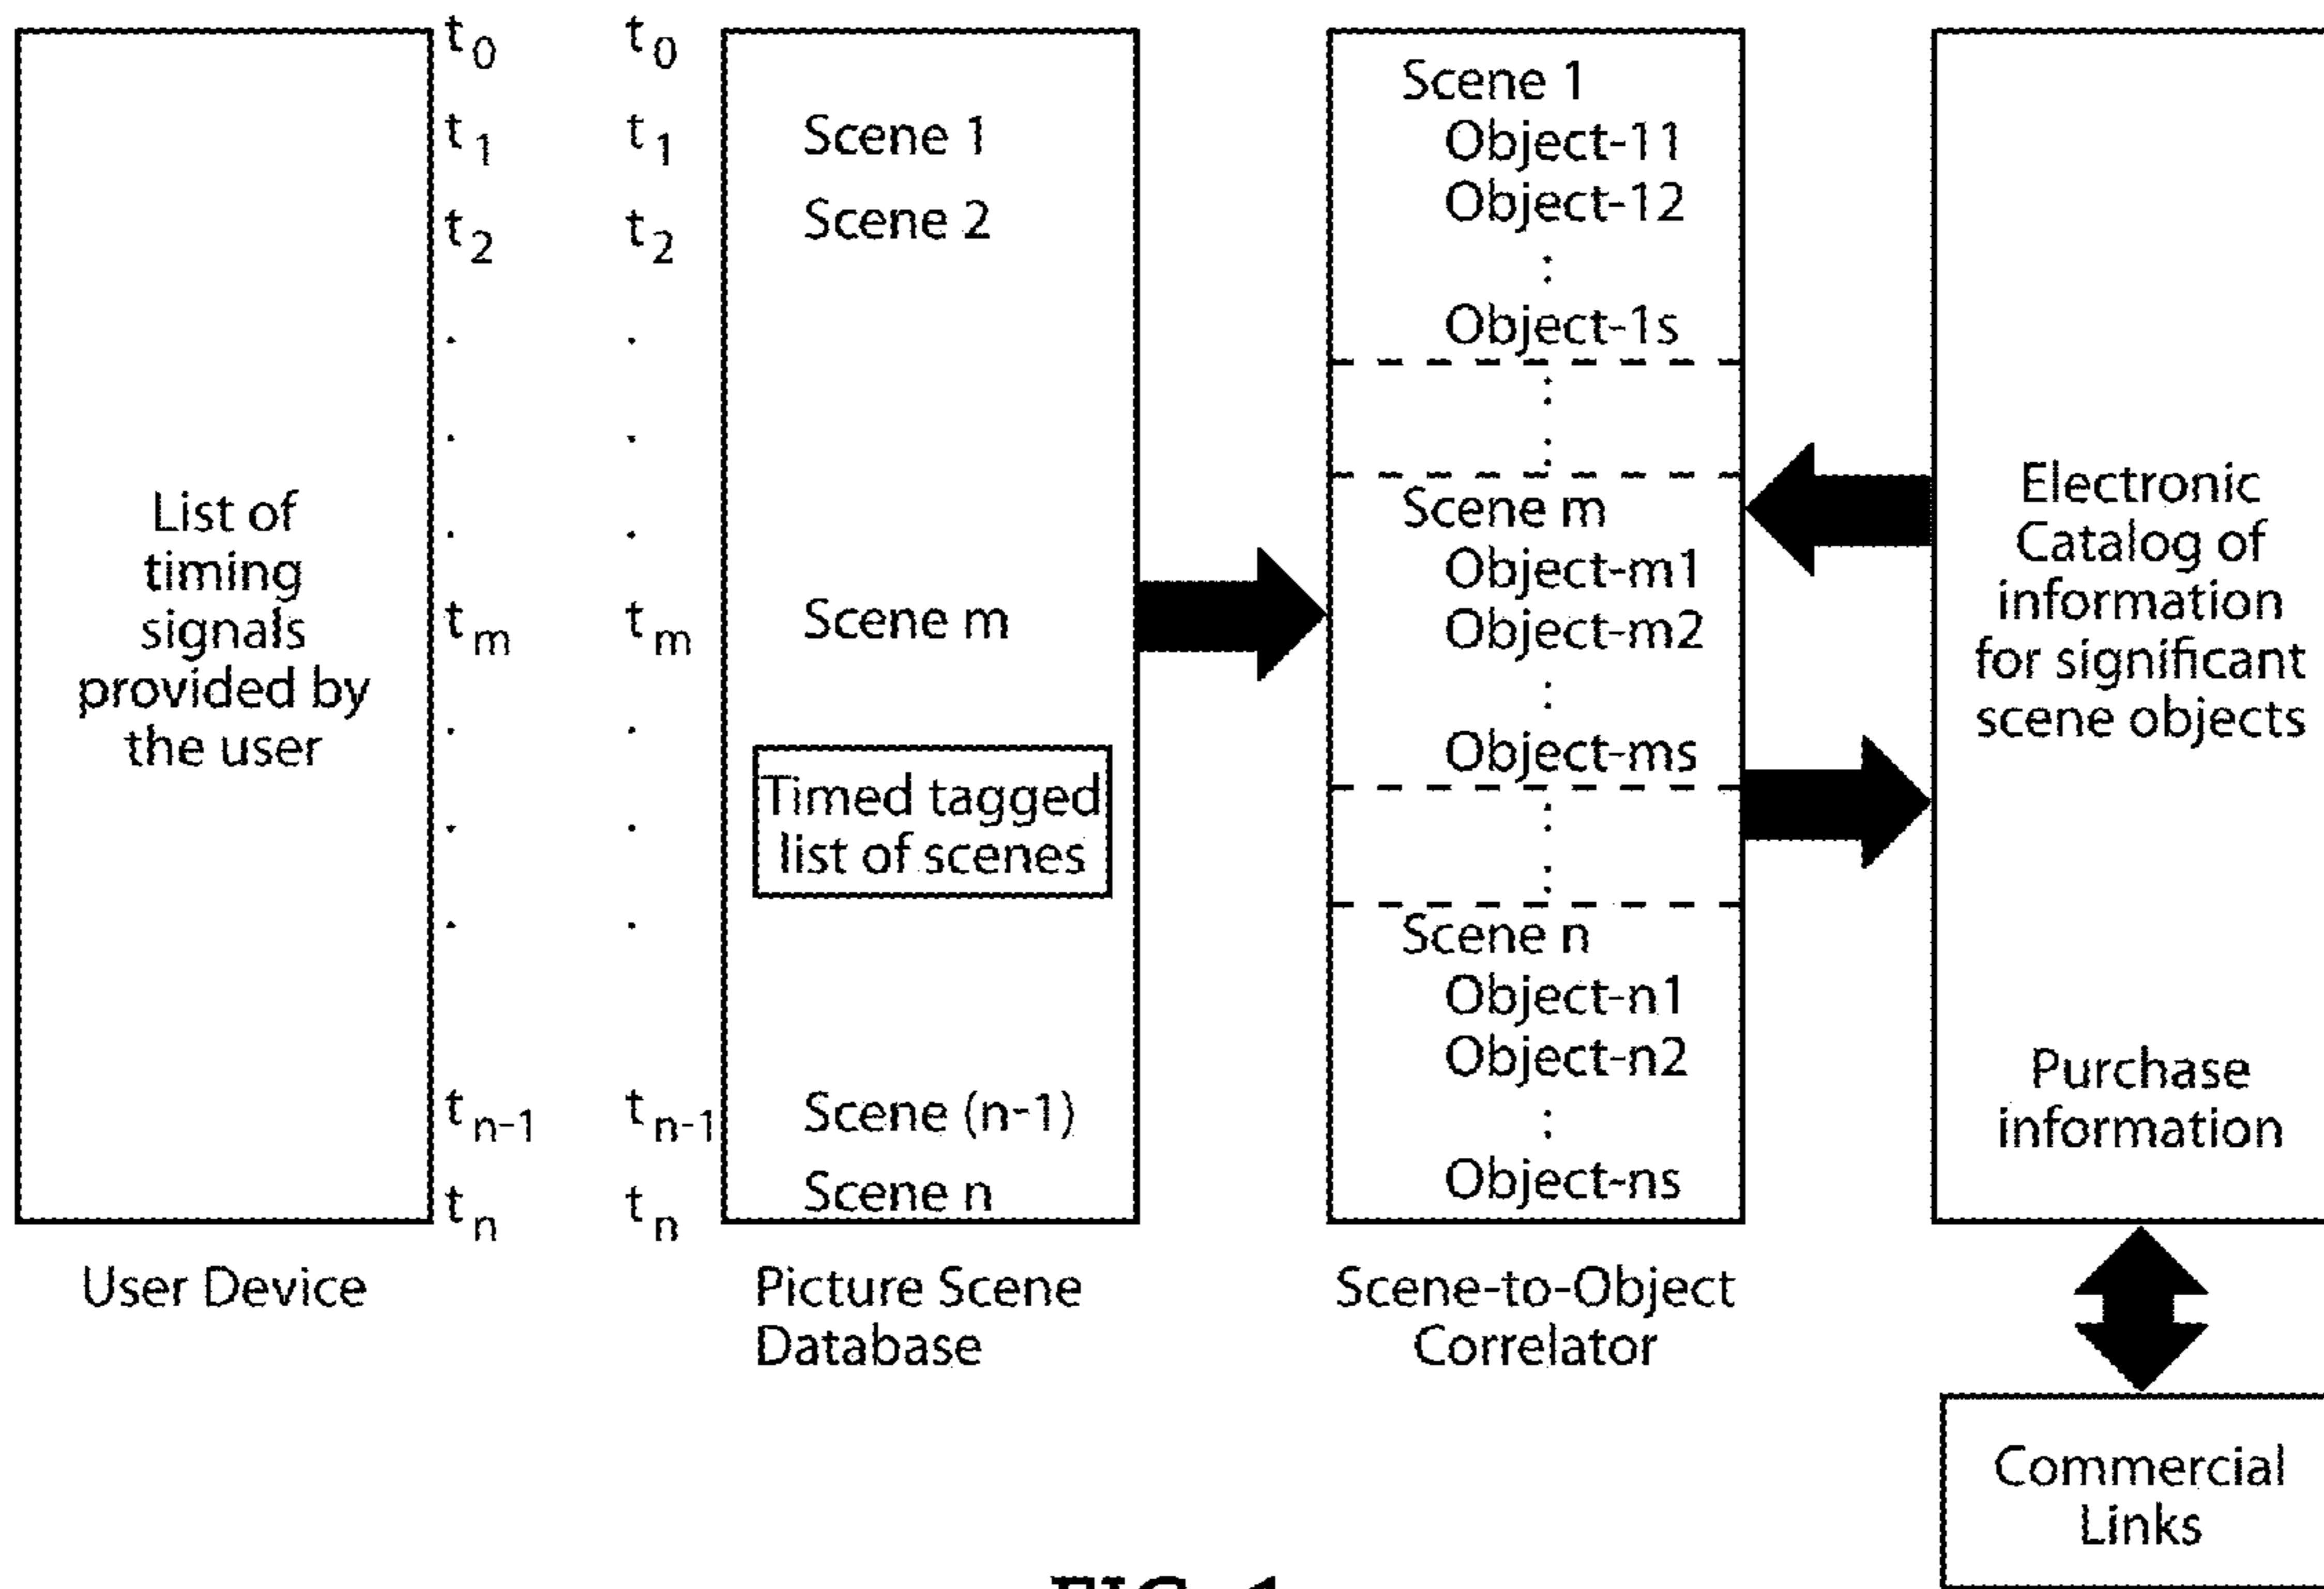 List of
timing
signals
provided by
the user
User Device
t0
t1
t2
.
.
.
tm
.
.
.
tn-1
tn
t0
t1
t2
.
.
.
tm
.
.
.
tn-1
tn
Scene 1
Scene 2
Scene m
Timed tagged
list of scenes
Scene (n-1)
Scene n
Picture Scene
Database
Scene 1
Object-11
Object-12
:
Object-1s
:
:
Scene m
Object-m1
Object-m2
:
Object-ms
:
:
Scene n
Object-n1
Object-n2
:
Object-ns
Scene-to-Object
Correlator
Electronic
Catalog of
information
for significant
scene objects
Purchase
information
Commercial
Links
FIG. 1